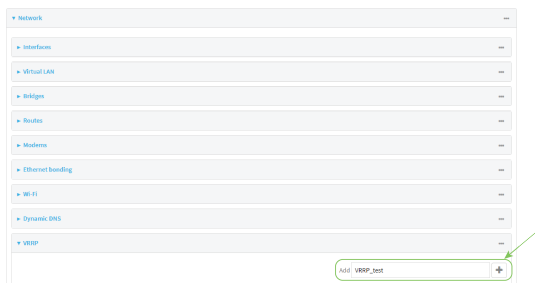 Network
Interfaces
Virtual LAN
Bridges
Routes
Modems
Ethernet bonding
Wi-Fi
Dynamic DNS
VRRP
Add VRRP_test